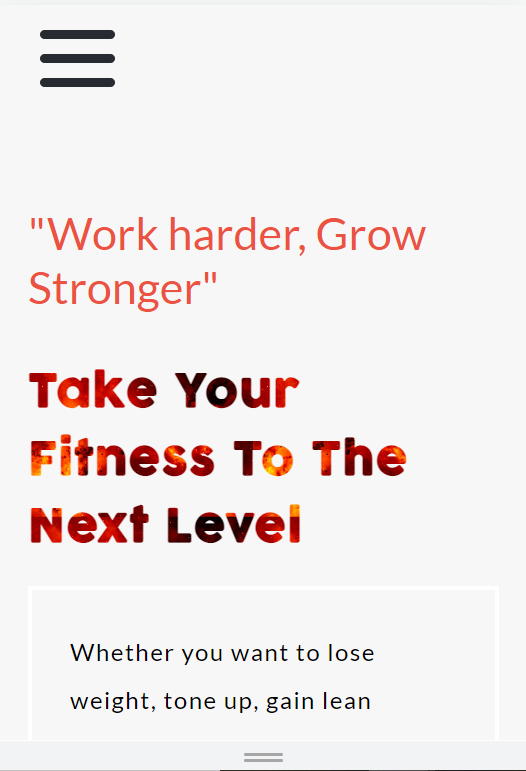 "Work harder, Grow
Stronger"
Take Your
Fitness To The
Next Level
Whether you want to lose
weight, tone up, gain lean